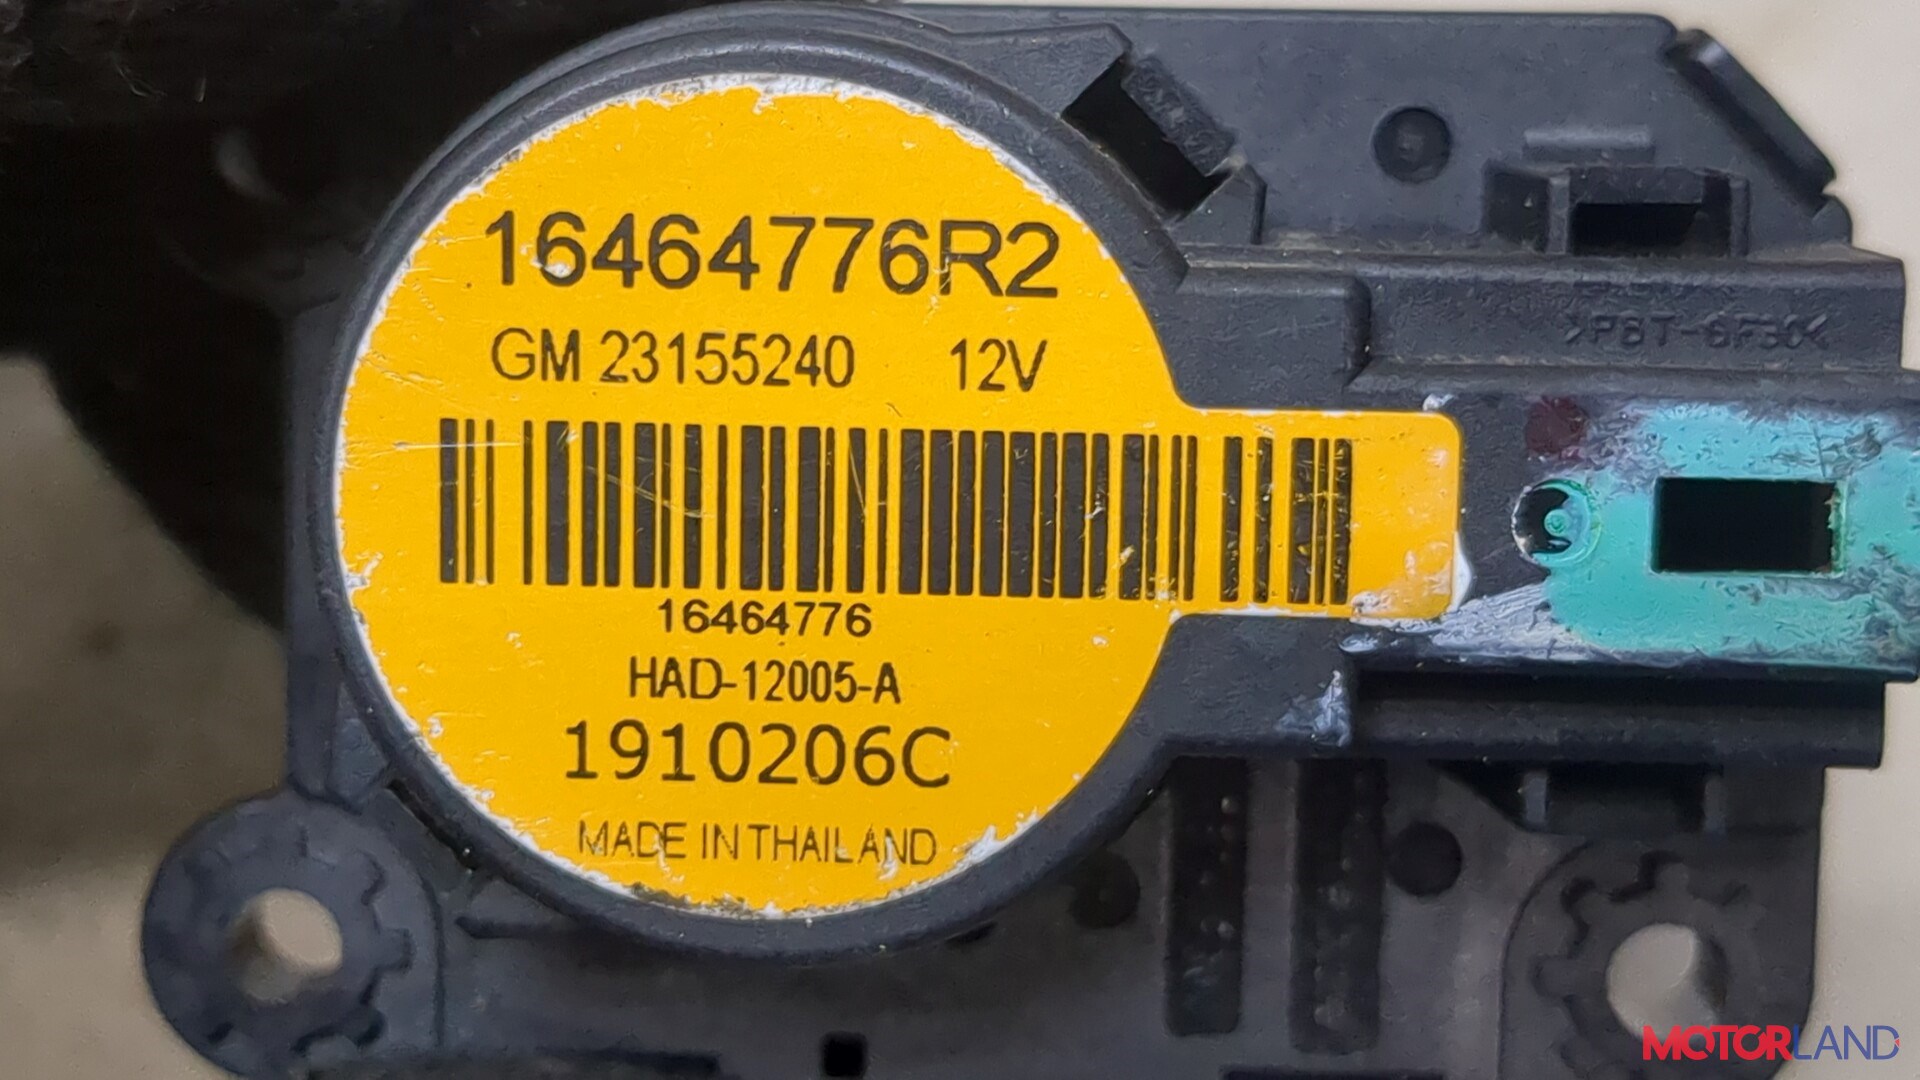 16464776R2
GM 23155240 12V
16464776
HAD-12005-A
1910206C
MADE IN THAILAND
MOTORLAND